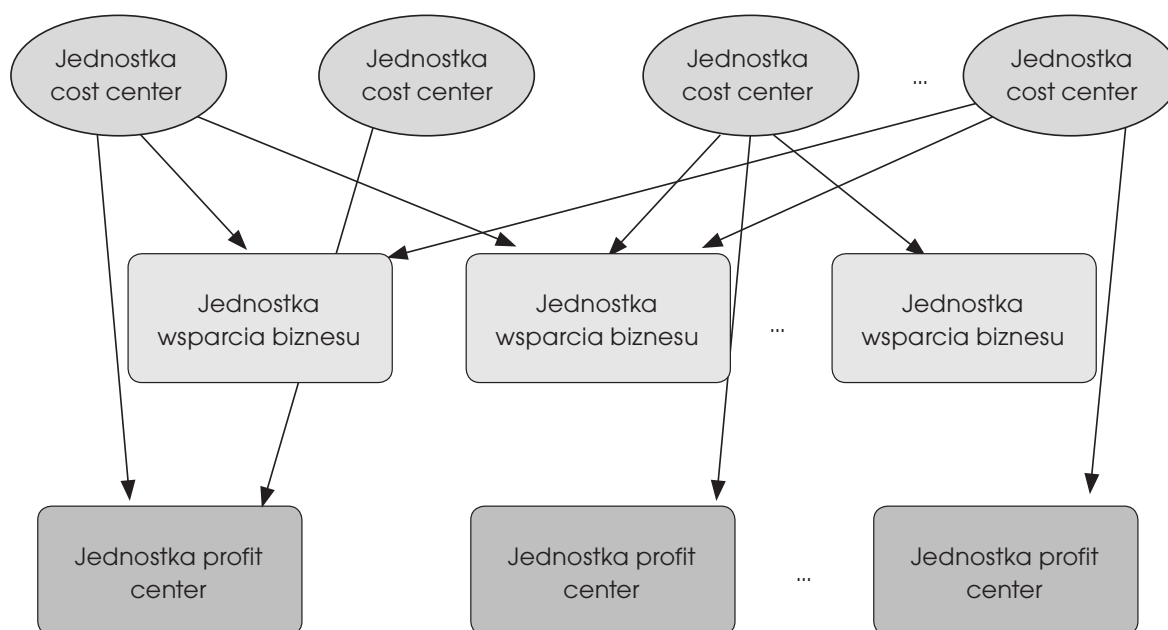 Jednostka
cost center
Jednostka
cost center
Jednostka
cost center
...
Jednostka
cost center
Jednostka
wsparcia biznesu
Jednostka
wsparcia biznesu
...
Jednostka
wsparcia biznesu
Jednostka profit
center
Jednostka profit
center
...
Jednostka profit
center